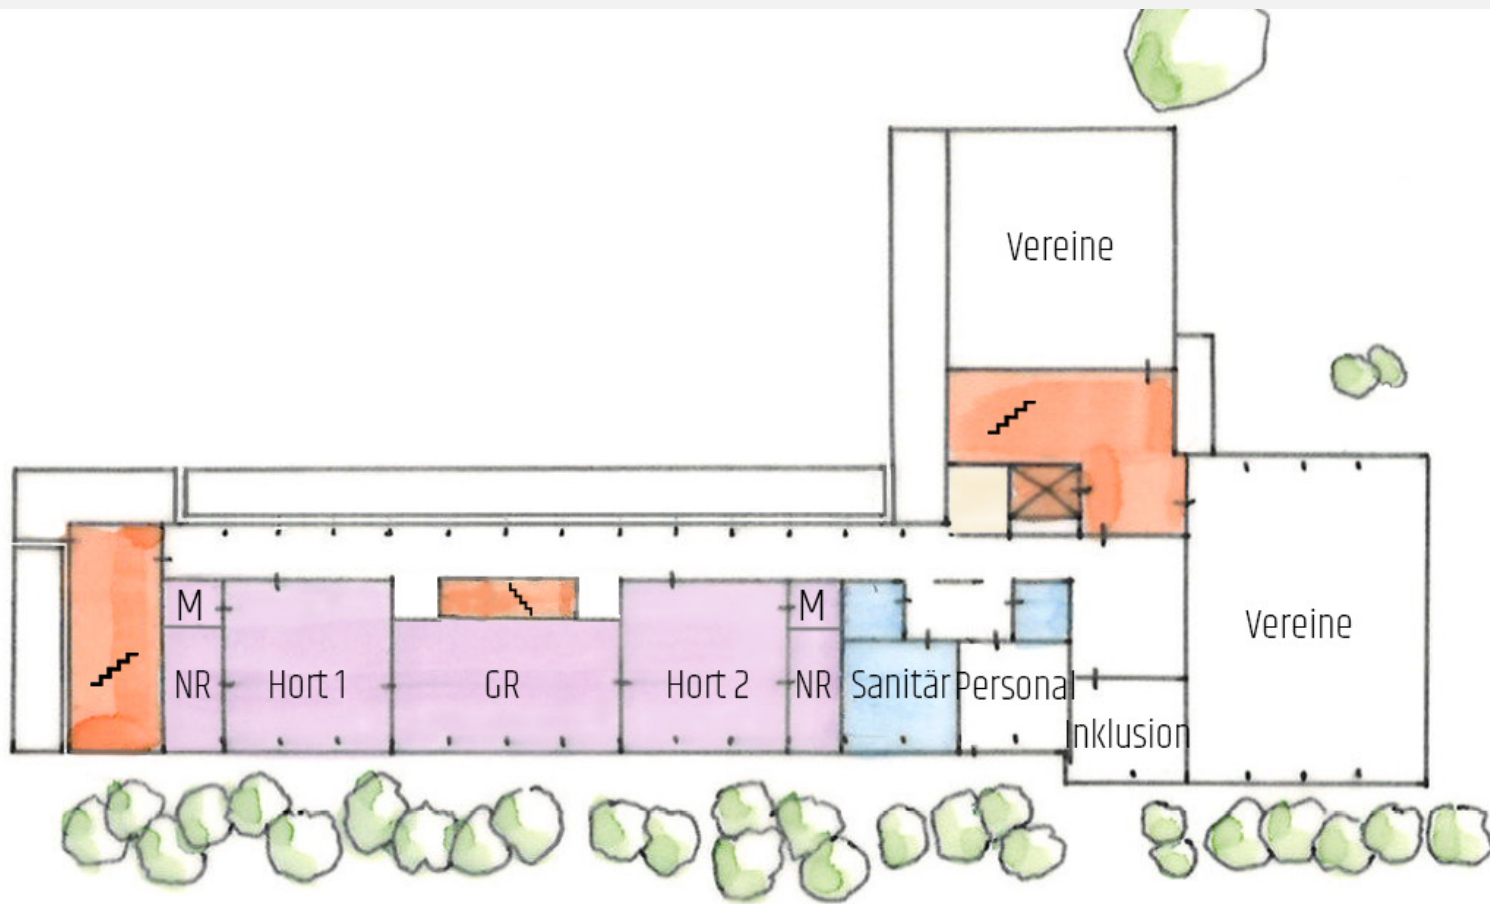 Vereine
M
M
NR
Hort 1
GR
Hort 2
NR
Sanitär
Personal
Inklusion
Vereine